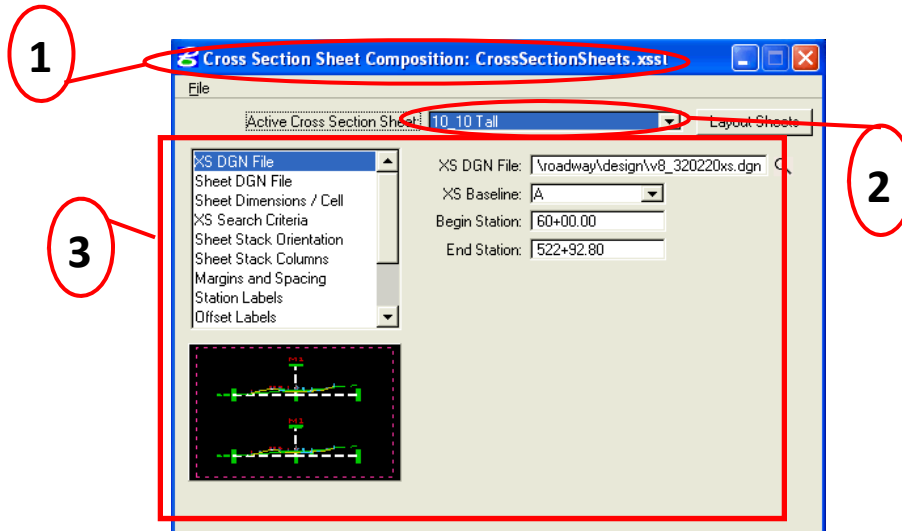 1
Cross Section Sheet Composition: CrossSectionSheets.xssl
File
Active Cross Section Sheet: 10_10 Tall Layout Sheets
2
3
XS DGN File
Sheet DGN File
Sheet Dimensions / Cell
XS Search Criteria
Sheet Stack Orientation
Sheet Stack Columns
Margins and Spacing
Station Labels
Offset Labels
XS DGN File: \roadway\design\v8_320220xs.dgn
XS Baseline: A
Begin Station: 60+00.00
End Station: 522+92.80